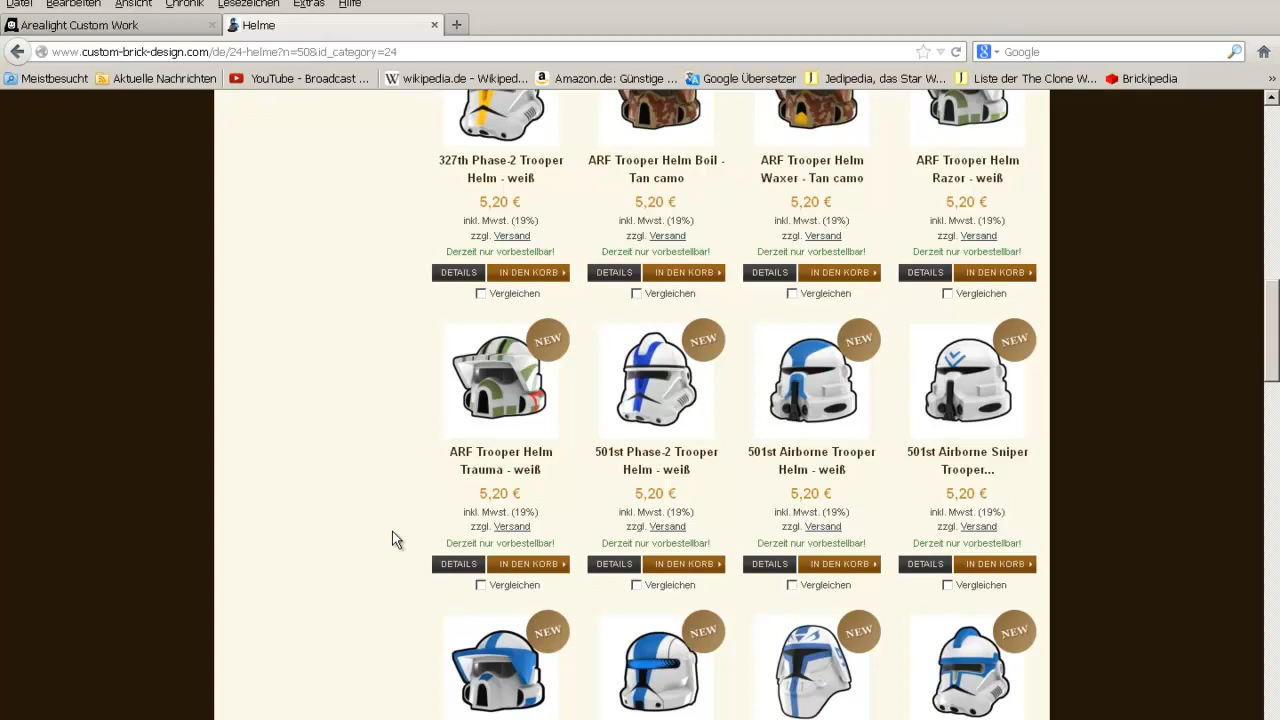 Datei Bearbeiten Ansicht Chronik Lesezeichen Extras Hilfe
Arealight Custom Work
Helme
www.custom-brick-design.com/de/24-helme?n=50&id_category=24
Google
Meistbesucht
Aktuelle Nachrichten
YouTube - Broadcast ...
wikipedia.de - Wikiped...
Amazon.de: Günstige ...
Google Übersetzer
Jedipedia, das Star W...
Liste der The Clone W...
Brickipedia
327th Phase-2 Trooper
Helm - weiß
5,20 €
inkl. Mwst. (19%)
zzgl. Versand
Derzeit nur vorbestellbar!
DETAILS IN DEN KORB
Vergleichen
ARF Trooper Helm Boil -
Tan camo
5,20 €
inkl. Mwst. (19%)
zzgl. Versand
Derzeit nur vorbestellbar!
DETAILS IN DEN KORB
Vergleichen
ARF Trooper Helm
Waxer - Tan camo
5,20 €
inkl. Mwst. (19%)
zzgl. Versand
Derzeit nur vorbestellbar!
DETAILS IN DEN KORB
Vergleichen
ARF Trooper Helm
Razor - weiß
5,20 €
inkl. Mwst. (19%)
zzgl. Versand
Derzeit nur vorbestellbar!
DETAILS IN DEN KORB
Vergleichen
NEW
ARF Trooper Helm
Trauma - weiß
5,20 €
inkl. Mwst. (19%)
zzgl. Versand
Derzeit nur vorbestellbar!
DETAILS IN DEN KORB
Vergleichen
NEW
501st Phase-2 Trooper
Helm - weiß
5,20 €
inkl. Mwst. (19%)
zzgl. Versand
Derzeit nur vorbestellbar!
DETAILS IN DEN KORB
Vergleichen
NEW
501st Airborne Trooper
Helm - weiß
5,20 €
inkl. Mwst. (19%)
zzgl. Versand
Derzeit nur vorbestellbar!
DETAILS IN DEN KORB
Vergleichen
NEW
501st Airborne Sniper
Trooper...
5,20 €
inkl. Mwst. (19%)
zzgl. Versand
Derzeit nur vorbestellbar!
DETAILS IN DEN KORB
Vergleichen
NEW
NEW
NEW
NEW